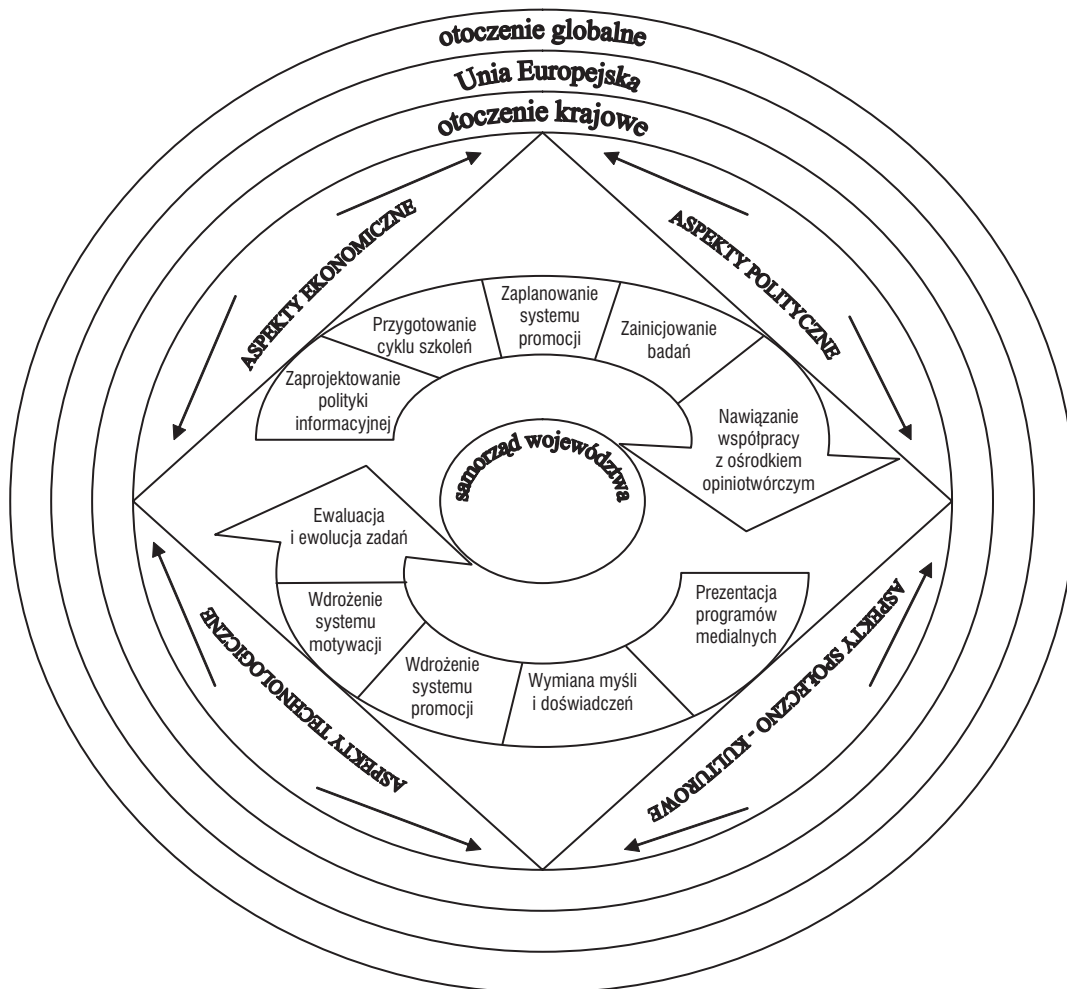 otoczenie globalne
Unia Europejska
otoczenie krajowe
ASPEKTY EKONOMICZNE
ASPEKTY POLITYCZNE
Zaprojektowanie
polityki
informacyjnej
Przygotowanie
cyklu szkoleń
Zaplanowanie
systemu
promocji
Zainicjowanie
badań
Nawiązanie
współpracy
z ośrodkiem
opiniotwórczym
samorząd województwa
Prezentacja
programów
medialnych
Wymiana myśli
i doświadczeń
Wdrożenie
systemu
promocji
Wdrożenie
systemu
motywacji
Ewaluacja
i ewolucja zadań
ASPEKTY TECHNOLOGICZNE
ASPEKTY SPOŁECZNO - KULTUROWE